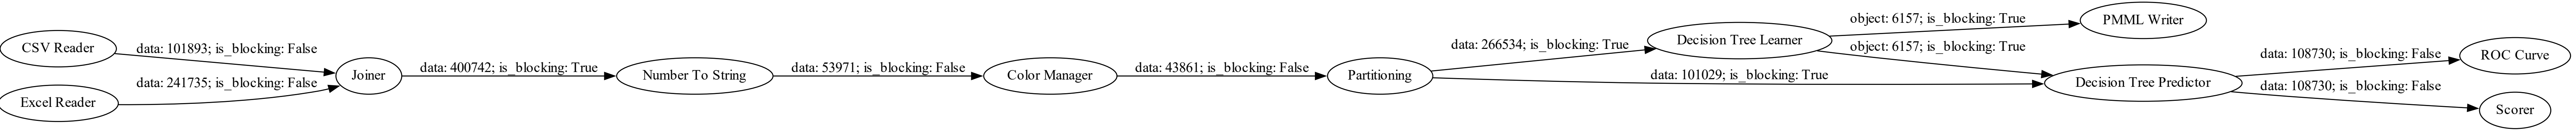 CSV Reader
data: 101893; is_blocking: False
Excel Reader
data: 241735; is_blocking: False
Joiner
data: 400742; is_blocking: True
Number To String
data: 53971; is_blocking: False
Color Manager
data: 43861; is_blocking: False
Partitioning
data: 266534; is_blocking: True
data: 101029; is_blocking: True
Decision Tree Learner
object: 6157; is_blocking: True
object: 6157; is_blocking: True
PMML Writer
Decision Tree Predictor
data: 108730; is_blocking: False
data: 108730; is_blocking: False
ROC Curve
Scorer